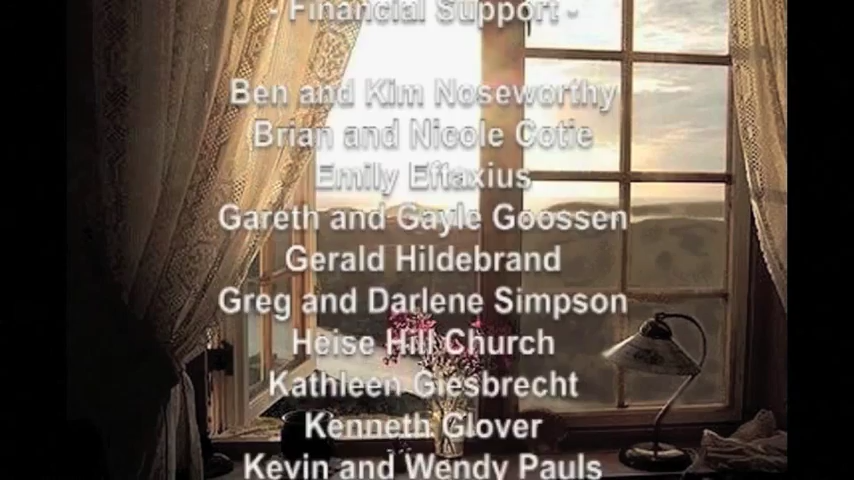 - Financial Support -
Ben and Kim Noseworthy
Brian and Nicole Cotie
Emily Effaxius
Gareth and Gayle Goossen
Gerald Hildebrand
Greg and Darlene Simpson
Heise Hill Church
Kathleen Giesbrecht
Kenneth Glover
Kevin and Wendy Pauls